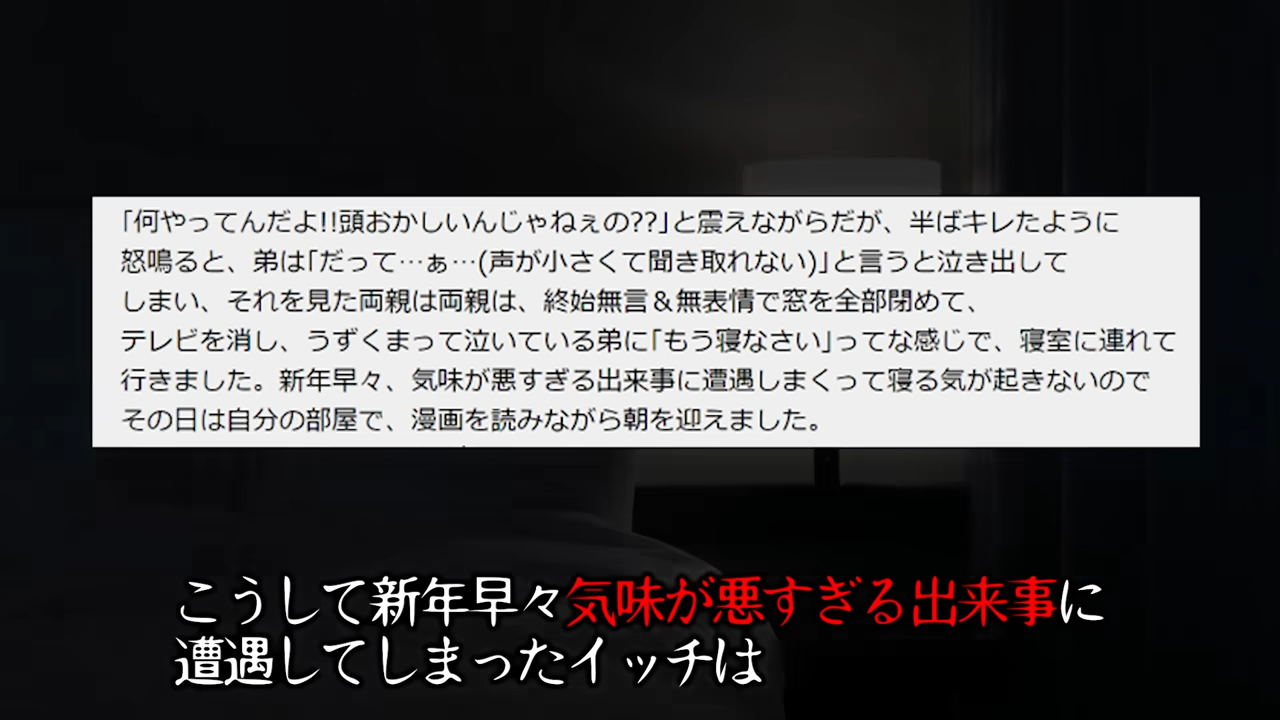 「何やってんだよ!!頭おかしいんじゃねぇの??」と震えながらだが、半ばキレたように
怒鳴ると、弟は「だって…ぁ…(声が小さくて聞き取れない)」と言うと泣き出して
しまい、それを見た両親は両親は、終始無言＆無表情で窓を全部閉めて、
テレビを消し、うずくまって泣いている弟に「もう寝なさい」ってな感じで、寝室に連れて
行きました。新年早々、気味が悪すぎる出来事に遭遇しまくって寝る気が起きないので
その日は自分の部屋で、漫画を読みながら朝を迎えました。
こうして新年早々気味が悪すぎる出来事に
遭遇してしまったイッチは